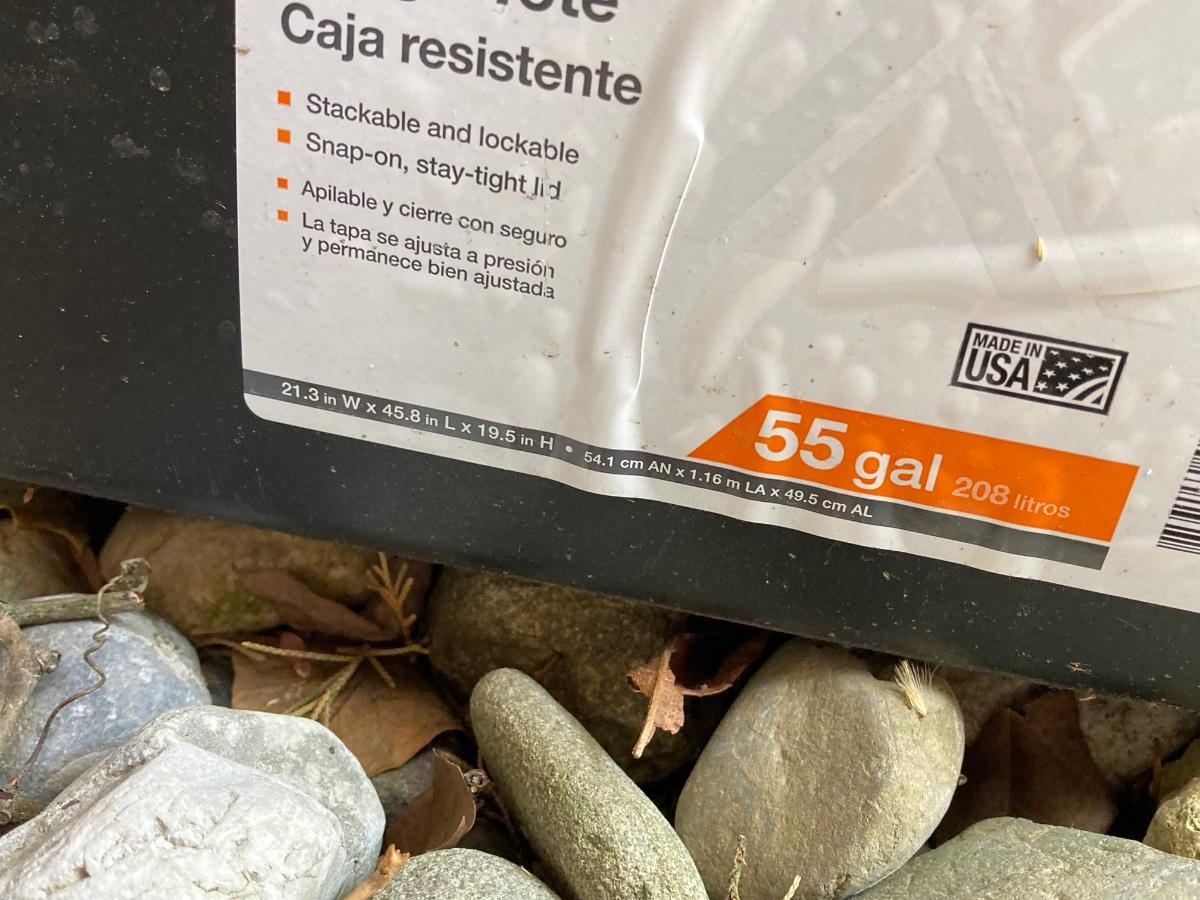 Caja resistente
Stackable and lockable
Snap-on, stay-tight lid
Apilable y cierre con seguro
La tapa se ajusta a presión
y permanece bien ajustada
MADE IN
USA
55 gal 208 litros
21.3 in W x 45.8 in L x 19.5 in H • 54.1 cm AN x 1.16 m LA x 49.5 cm AL